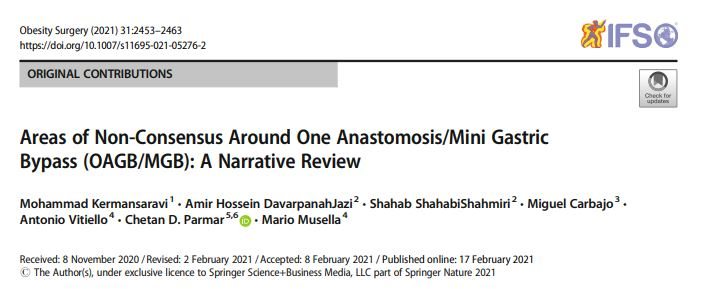 Obesity Surgery (2021) 31:2453–2463
https://doi.org/10.1007/s11695-021-05276-2
IFSO
ORIGINAL CONTRIBUTIONS
Check for
updates
Areas of Non-Consensus Around One Anastomosis/Mini Gastric
Bypass (OAGB/MGB): A Narrative Review
Mohammad Kermansaravi1 · Amir Hossein DavarpanahJazi2 · Shahab ShahabiShahmiri2 · Miguel Carbajo3 ·
Antonio Vitiello4 · Chetan D. Parmar5,6 iD · Mario Musella4
Received: 8 November 2020 / Revised: 2 February 2021 / Accepted: 8 February 2021 / Published online: 17 February 2021
© The Author(s), under exclusive licence to Springer Science+Business Media, LLC part of Springer Nature 2021